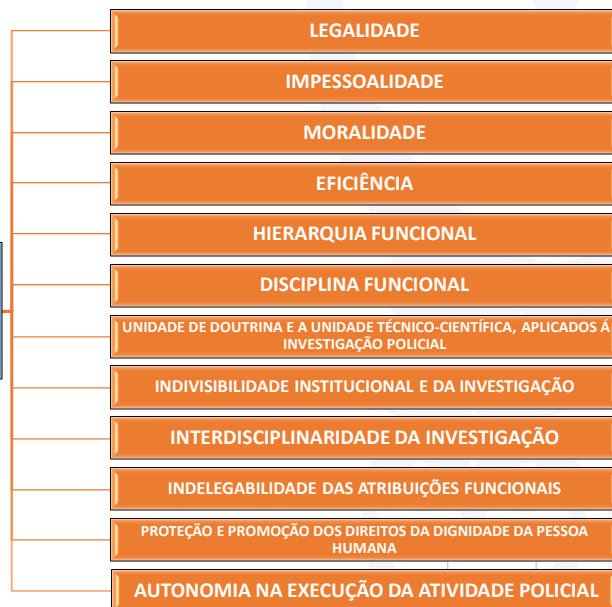 LEGALIDADE
IMPESSOALIDADE
MORALIDADE
EFICIÊNCIA
HIERARQUIA FUNCIONAL
DISCIPLINA FUNCIONAL
UNIDADE DE DOUTRINA E A UNIDADE TÉCNICO-CIENTÍFICA, APLICADOS Á
INVESTIGAÇÃO POLICIAL
INDIVISIBILIDADE INSTITUCIONAL E DA INVESTIGAÇÃO
INTERDISCIPLINARIDADE DA INVESTIGAÇÃO
INDELEGABILIDADE DAS ATRIBUIÇÕES FUNCIONAIS
PROTEÇÃO E PROMOÇÃO DOS DIREITOS DA DIGNIDADE DA PESSOA
HUMANA
AUTONOMIA NA EXECUÇÃO DA ATIVIDADE POLICIAL